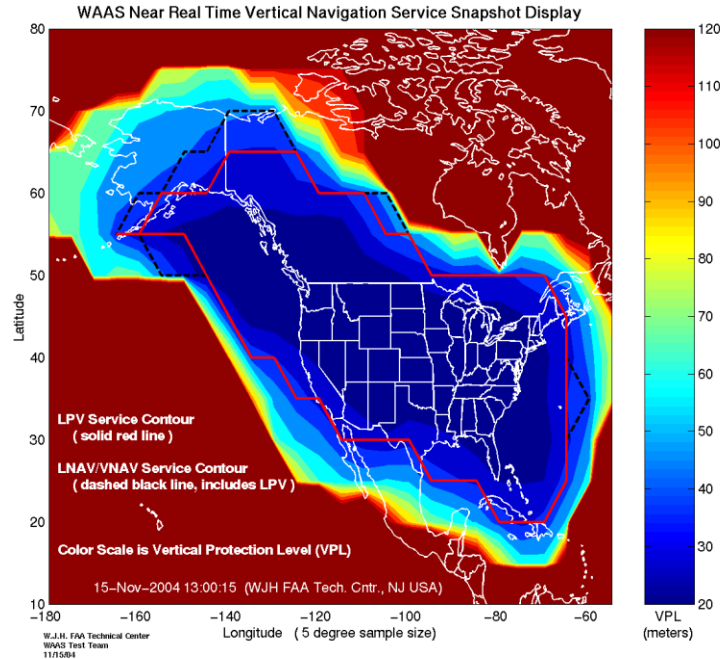 WAAS Near Real Time Vertical Navigation Service Snapshot Display
80
70
60
50
40
30
20
10
Latitude
LPV Service Contour
( solid red line )
LNAV/VNAV Service Contour
( dashed black line, includes LPV )
Color Scale is Vertical Protection Level (VPL)
15-Nov-2004 13:00:15 (WJH FAA Tech. Cntr., NJ USA)
-180 -160 -140 -120 -100 -80 -60
Longitude ( 5 degree sample size)
W.J.H. FAA Technical Center
WAAS Test Team
11/15/04
120
110
100
90
80
70
60
50
40
30
20
VPL
(meters)